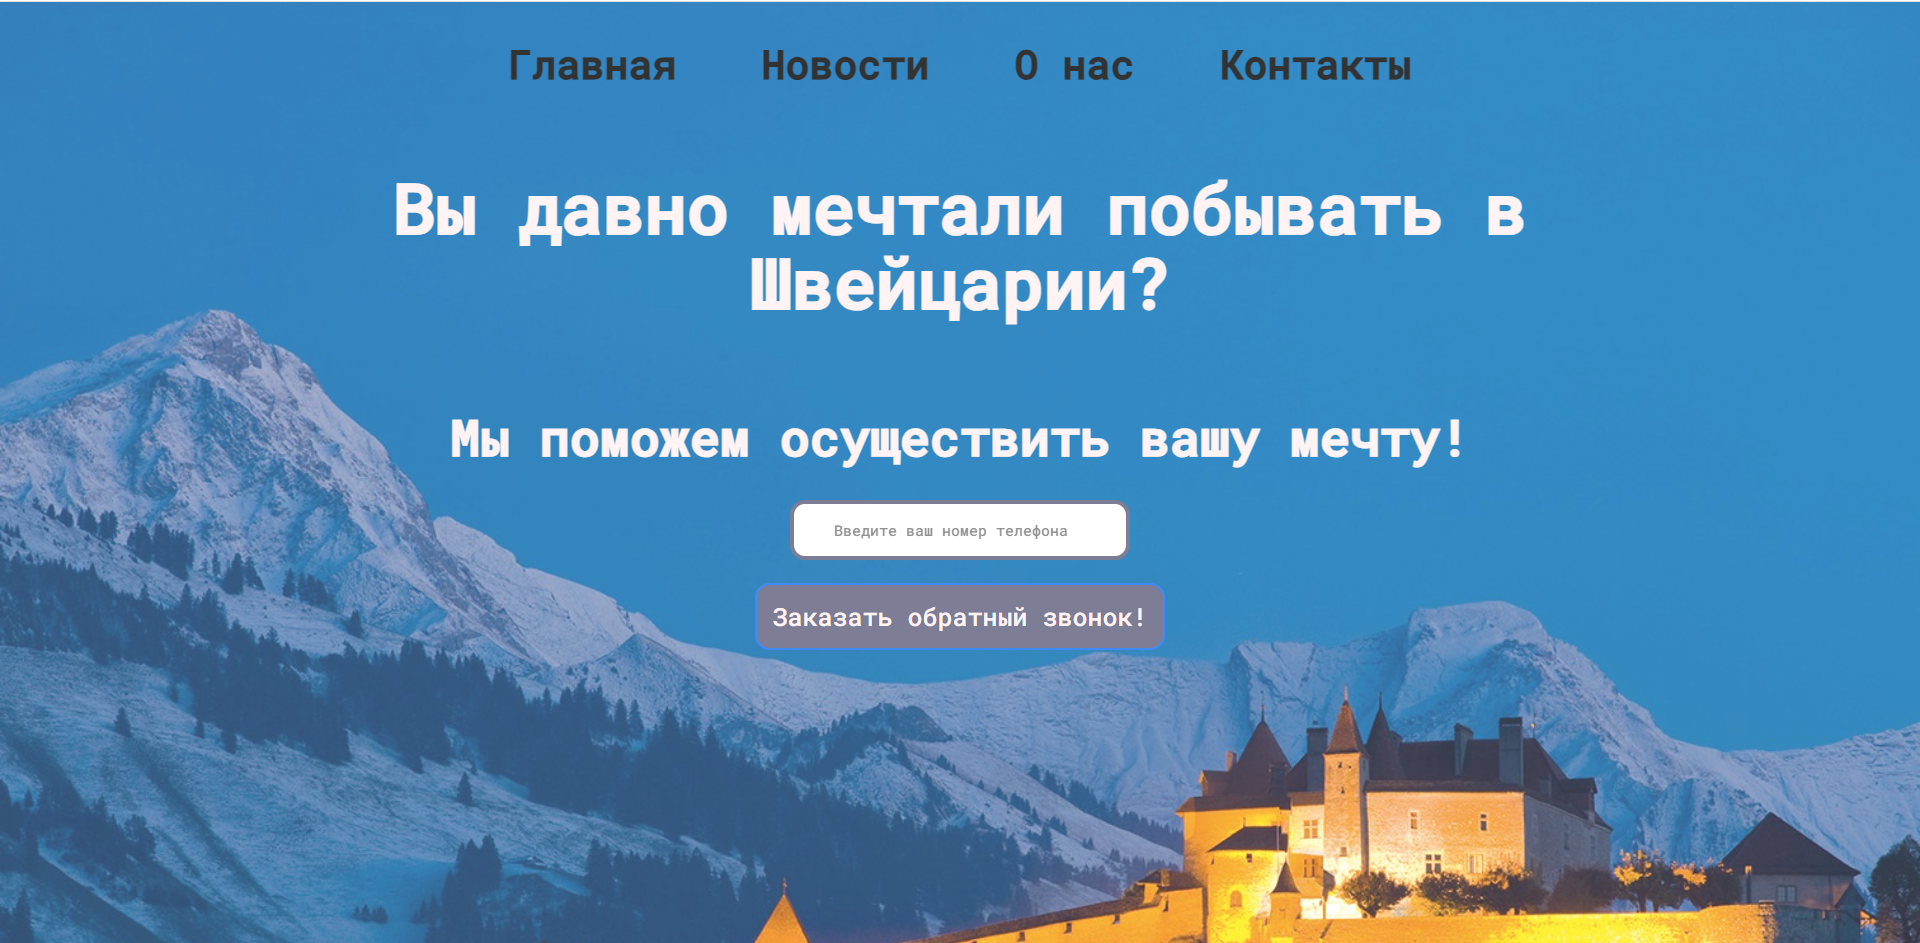 Главная Новости О нас Контакты
Вы давно мечтали побывать в
Швейцарии?
Мы поможем осуществить вашу мечту!
Введите ваш номер телефона
Заказать обратный звонок!